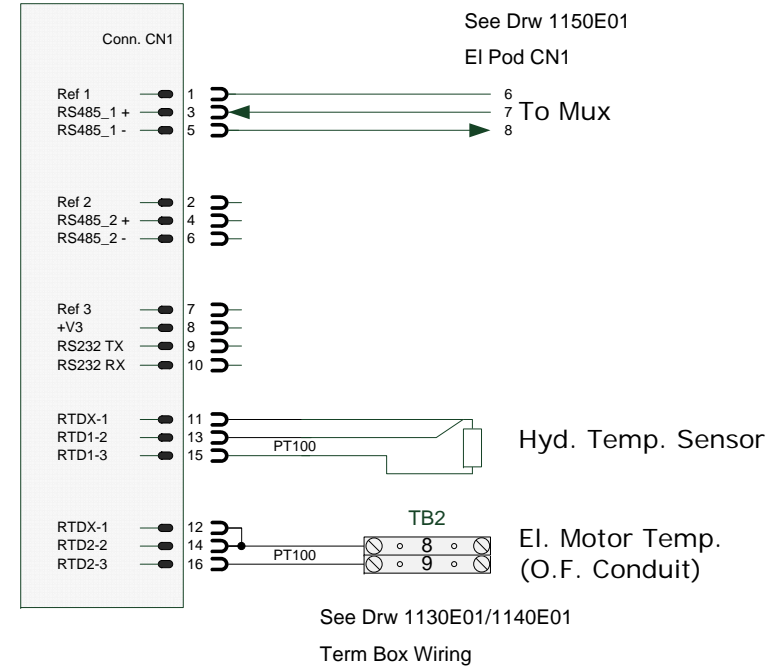 See Drw 1150E01
Conn. CN1
El Pod CN1
Ref 1 1 6
RS485_1 + 3 7 To Mux
RS485_1 - 5 8
Ref 2 2
RS485_2 + 4
RS485_2 - 6
Ref 3 7
+V3 8
RS232 TX 9
RS232 RX 10
RTDX-1 11
RTD1-2 13 Hyd. Temp. Sensor
RTD1-3 15 PT100
TB2
RTDX-1 12
RTD2-2 14 8 El. Motor Temp.
RTD2-3 16 PT100 9 (O.F. Conduit)
See Drw 1130E01/1140E01
Term Box Wiring